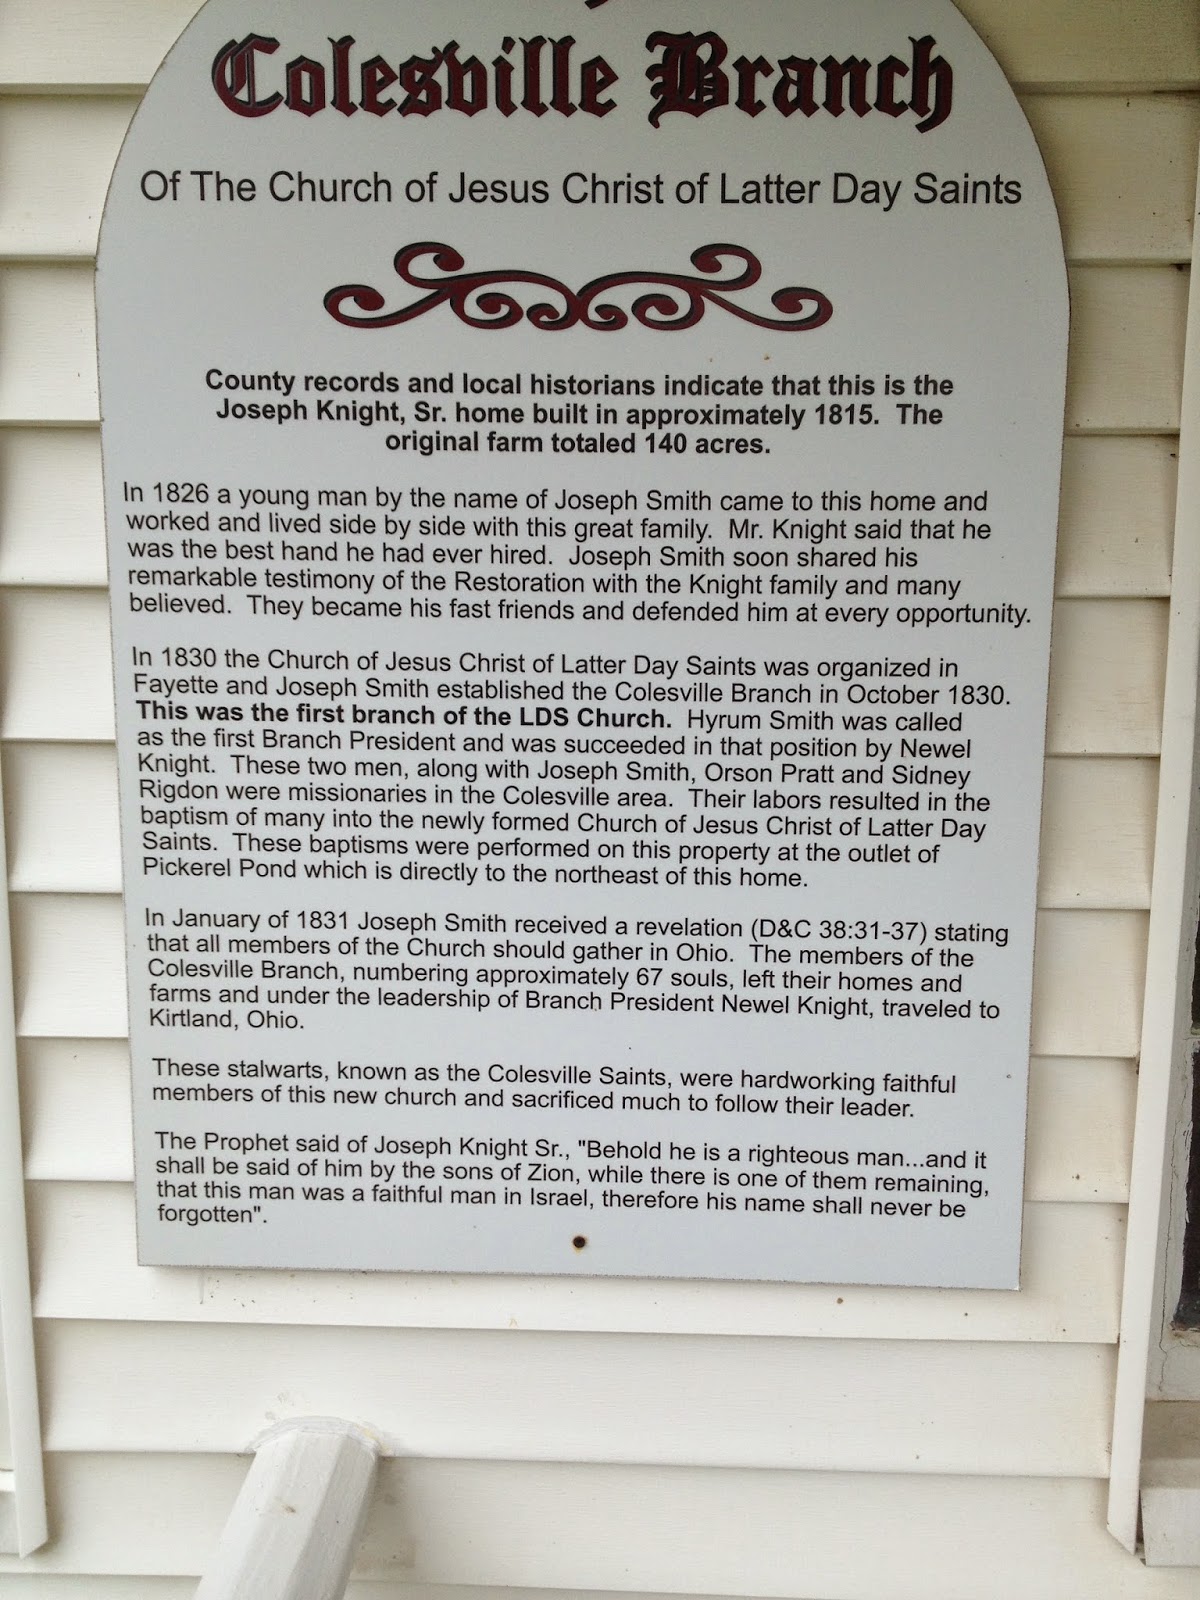 Colesville Branch
Of The Church of Jesus Christ of Latter Day Saints
County records and local historians indicate that this is the
Joseph Knight, Sr. home built in approximately 1815. The
original farm totaled 140 acres.
In 1826 a young man by the name of Joseph Smith came to this home and
worked and lived side by side with this great family. Mr. Knight said that he
was the best hand he had ever hired. Joseph Smith soon shared his
remarkable testimony of the Restoration with the Knight family and many
believed. They became his fast friends and defended him at every opportunity.
In 1830 the Church of Jesus Christ of Latter Day Saints was organized in
Fayette and Joseph Smith established the Colesville Branch in October 1830.
This was the first branch of the LDS Church. Hyrum Smith was called
as the first Branch President and was succeeded in that position by Newel
Knight. These two men, along with Joseph Smith, Orson Pratt and Sidney
Rigdon were missionaries in the Colesville area. Their labors resulted in the
baptism of many into the newly formed Church of Jesus Christ of Latter Day
Saints. These baptisms were performed on this property at the outlet of
Pickerel Pond which is directly to the northeast of this home.
In January of 1831 Joseph Smith received a revelation (D&C 38:31-37) stating
that all members of the Church should gather in Ohio. The members of the
Colesville Branch, numbering approximately 67 souls, left their homes and
farms and under the leadership of Branch President Newel Knight, traveled to
Kirtland, Ohio.
These stalwarts, known as the Colesville Saints, were hardworking faithful
members of this new church and sacrificed much to follow their leader.
The Prophet said of Joseph Knight Sr., "Behold he is a righteous man...and it
shall be said of him by the sons of Zion, while there is one of them remaining,
that this man was a faithful man in Israel, therefore his name shall never be
forgotten".